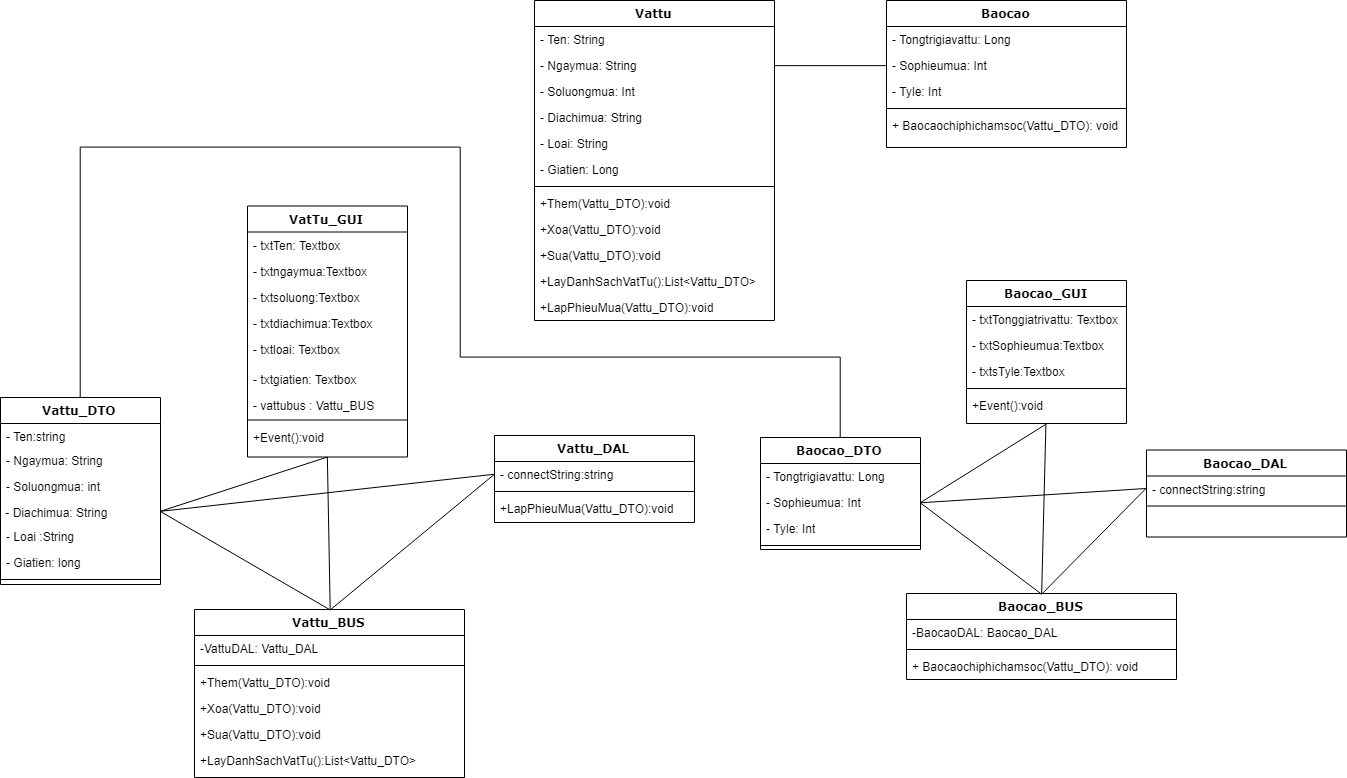 Vattu
- Ten: String
- Ngaymua: String
- Soluongmua: Int
- Diachimua: String
- Loai: String
- Giatien: Long
+Them(Vattu_DTO):void
+Xoa(Vattu_DTO):void
+Sua(Vattu_DTO):void
+LayDanhSachVatTu():List<Vattu_DTO>
+LapPhieuMua(Vattu_DTO):void
Baocao
- Tongtrigiavattu: Long
- Sophieumua: Int
- Tyle: Int
+ Baocaochiphichamsoc(Vattu_DTO): void
VatTu_GUI
- txtTen: Textbox
- txtngaymua:Textbox
- txtsoluong:Textbox
- txtdiachimua:Textbox
- txtloai: Textbox
- txtgiatien: Textbox
- vattubus : Vattu_BUS
+Event():void
Baocao_GUI
- txtTonggiatrivattu: Textbox
- txtSophieumua:Textbox
- txtsTyle:Textbox
+Event():void
Vattu_DTO
- Ten:string
- Ngaymua: String
- Soluongmua: int
- Diachimua: String
- Loai :String
- Giatien: long
Vattu_DAL
- connectString:string
+LapPhieuMua(Vattu_DTO):void
Baocao_DTO
- Tongtrigiavattu: Long
- Sophieumua: Int
- Tyle: Int
Baocao_DAL
- connectString:string
Vattu_BUS
-VattuDAL: Vattu_DAL
+Them(Vattu_DTO):void
+Xoa(Vattu_DTO):void
+Sua(Vattu_DTO):void
+LayDanhSachVatTu():List<Vattu_DTO>
Baocao_BUS
-BaocaoDAL: Baocao_DAL
+ Baocaochiphichamsoc(Vattu_DTO): void